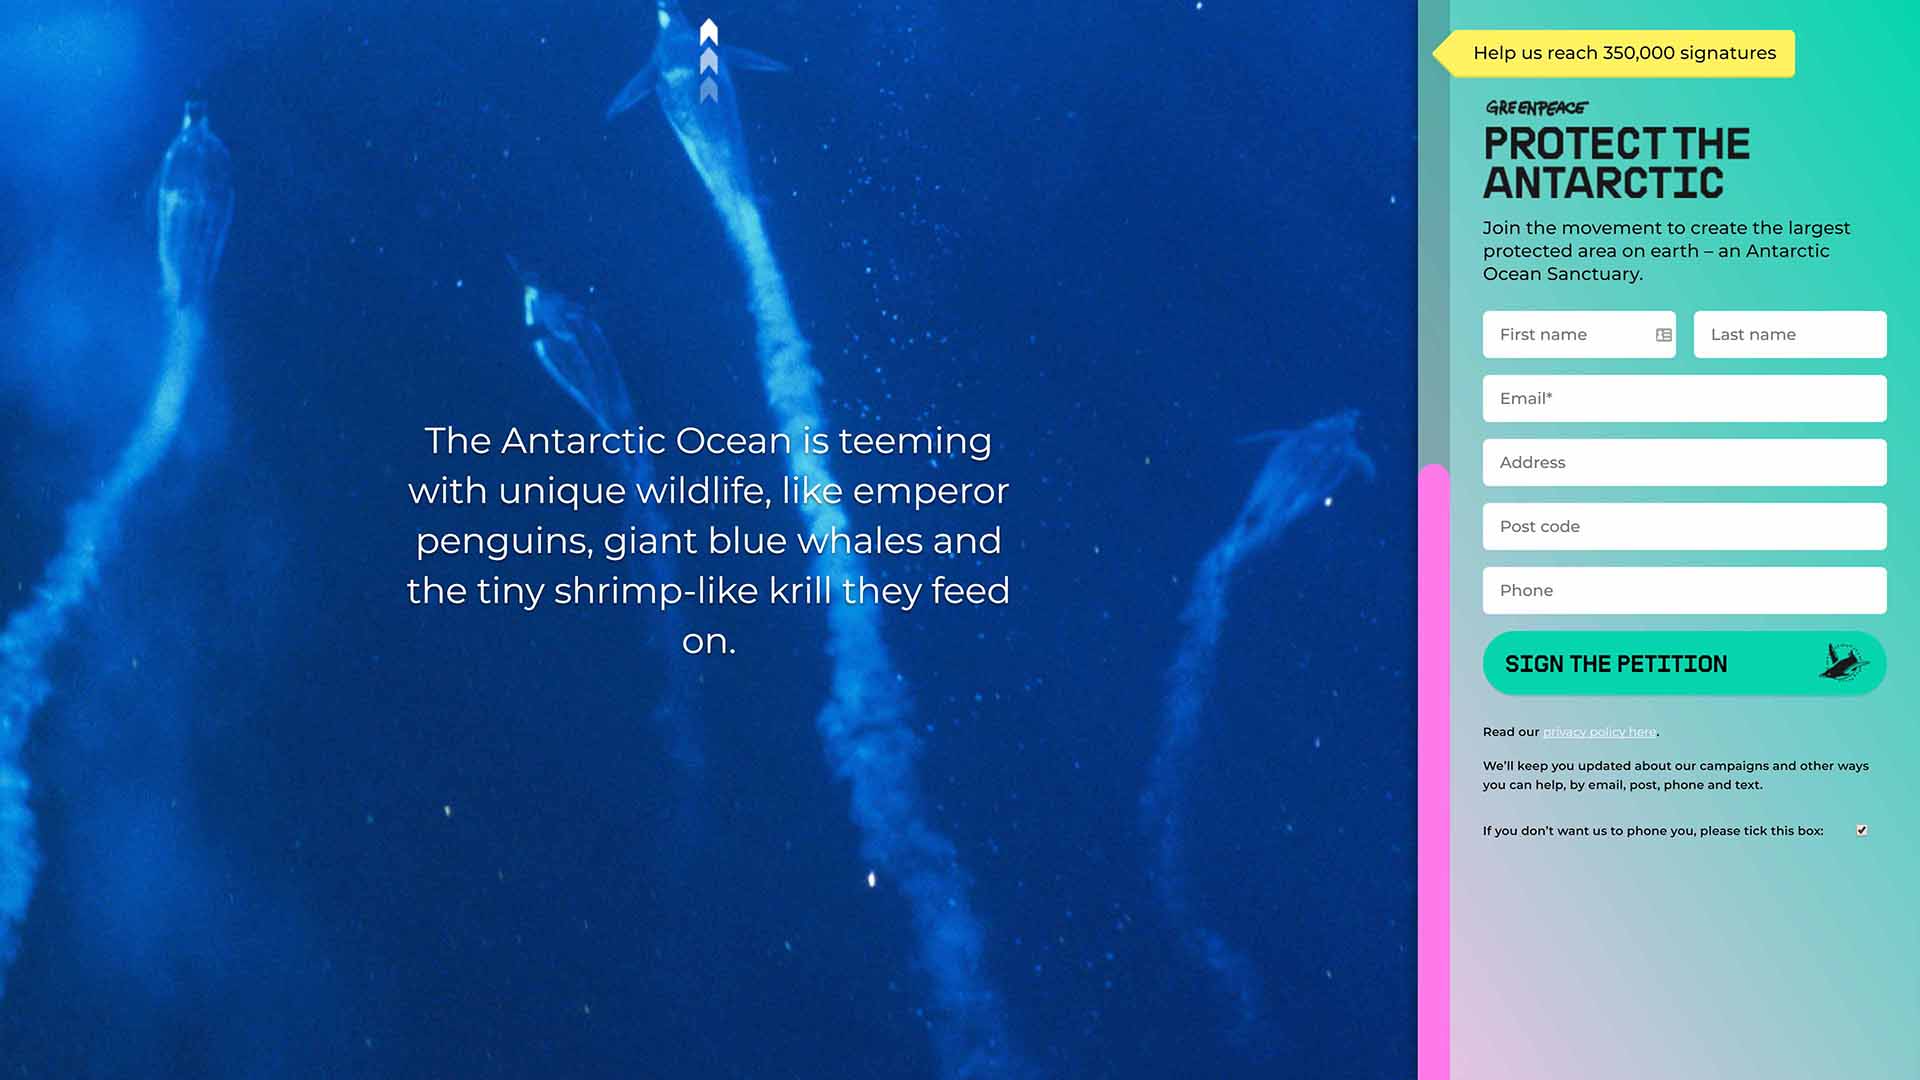 The Antarctic Ocean is teeming
with unique wildlife, like emperor
penguins, giant blue whales and
the tiny shrimp-like krill they feed
on.
Help us reach 350,000 signatures
GREENPEACE
PROTECT THE
ANTARCTIC
Join the movement to create the largest
protected area on earth – an Antarctic
Ocean Sanctuary.
First name
Last name
Email*
Address
Post code
Phone
SIGN THE PETITION
Read our privacy policy here.
We’ll keep you updated about our campaigns and other ways
you can help, by email, post, phone and text.
If you don’t want us to phone you, please tick this box: